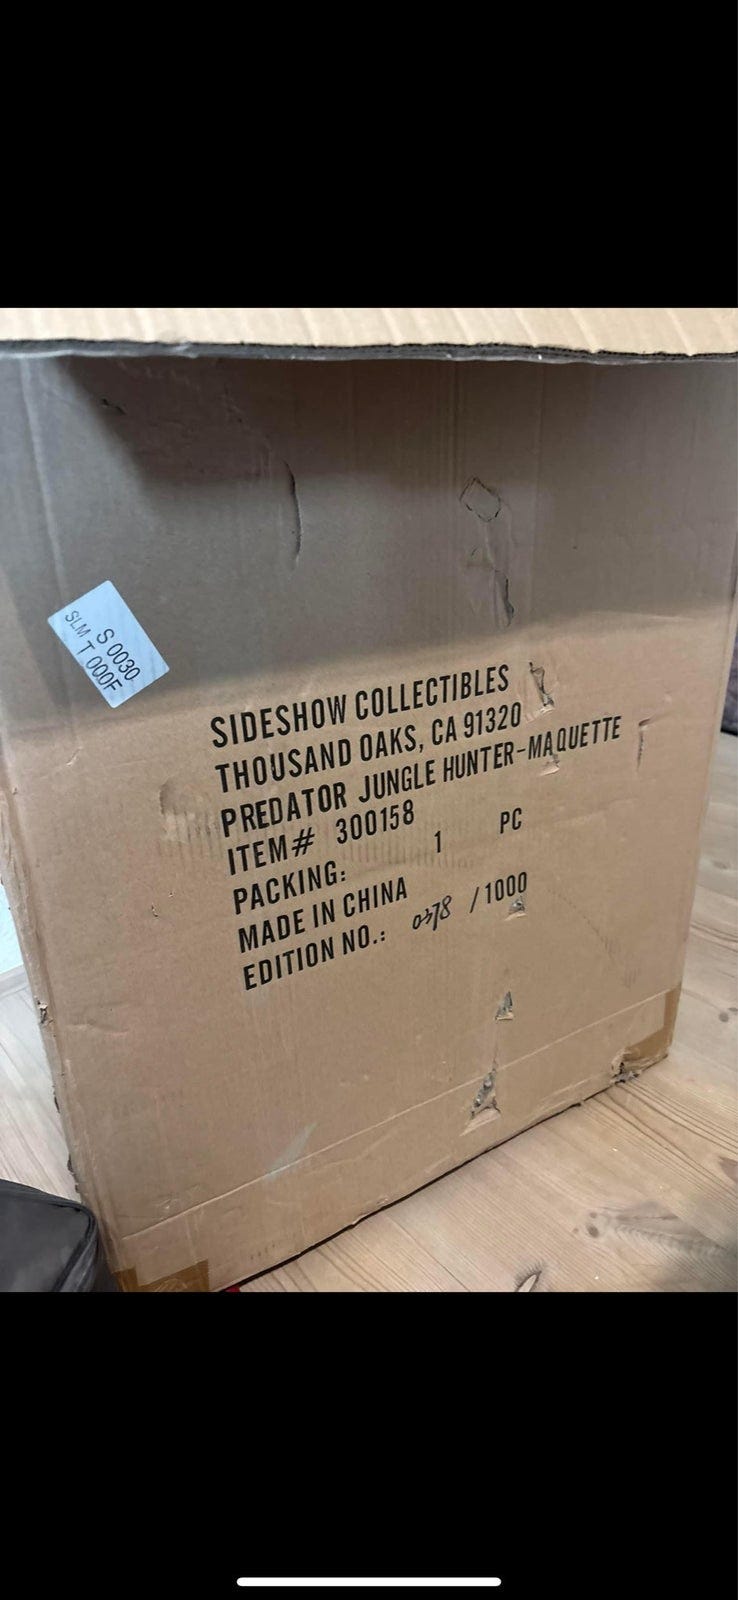 S 0030
SLM T 000F
SIDESHOW COLLECTIBLES
THOUSAND OAKS, CA 91320
PREDATOR JUNGLE HUNTER-MAQUETTE
ITEM# 300158
PACKING: 1 PC
MADE IN CHINA
EDITION NO.: 0378 /1000